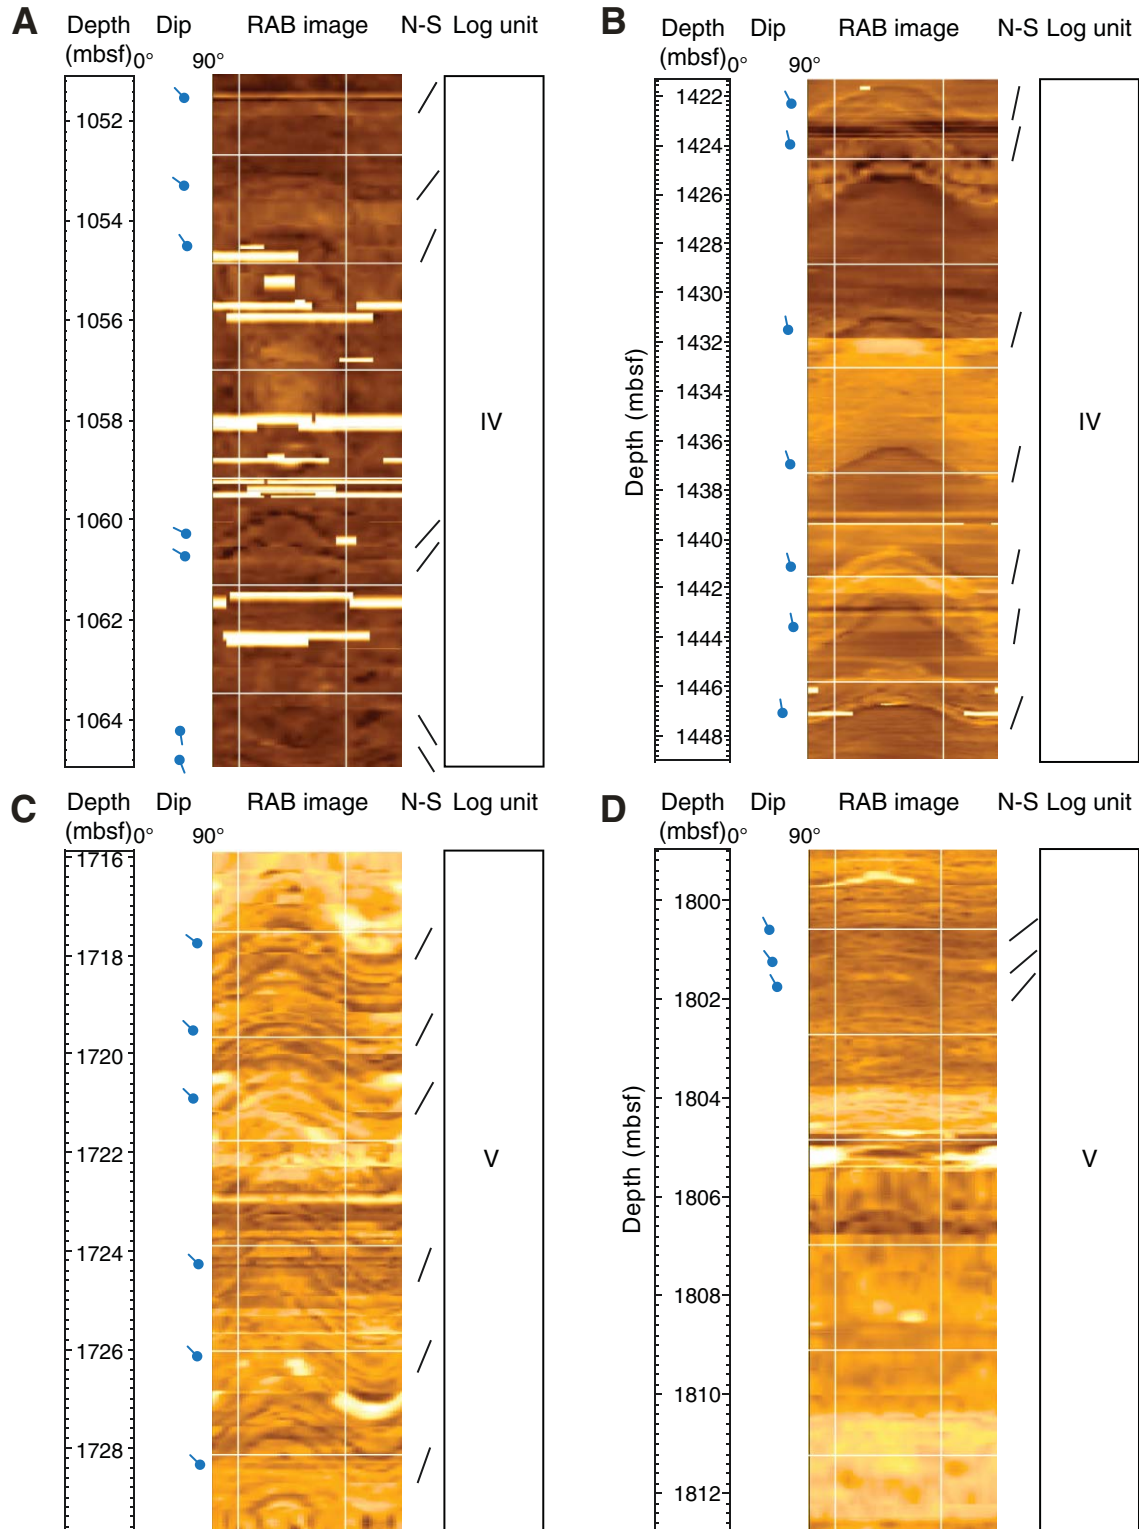 A
Depth Dip RAB image N-S Log unit
(mbsf) 0° 90°
1052
1054
1056
1058
1060
1062
1064
IV
B
Depth Dip RAB image N-S Log unit
(mbsf) 0° 90°
Depth (mbsf)
1422
1424
1426
1428
1430
1432
1434
1436
1438
1440
1442
1444
1446
1448
IV
C
Depth Dip RAB image N-S Log unit
(mbsf) 0° 90°
1716
1718
1720
1722
1724
1726
1728
V
D
Depth Dip RAB image N-S Log unit
(mbsf) 0° 90°
Depth (mbsf)
1800
1802
1804
1806
1808
1810
1812
V